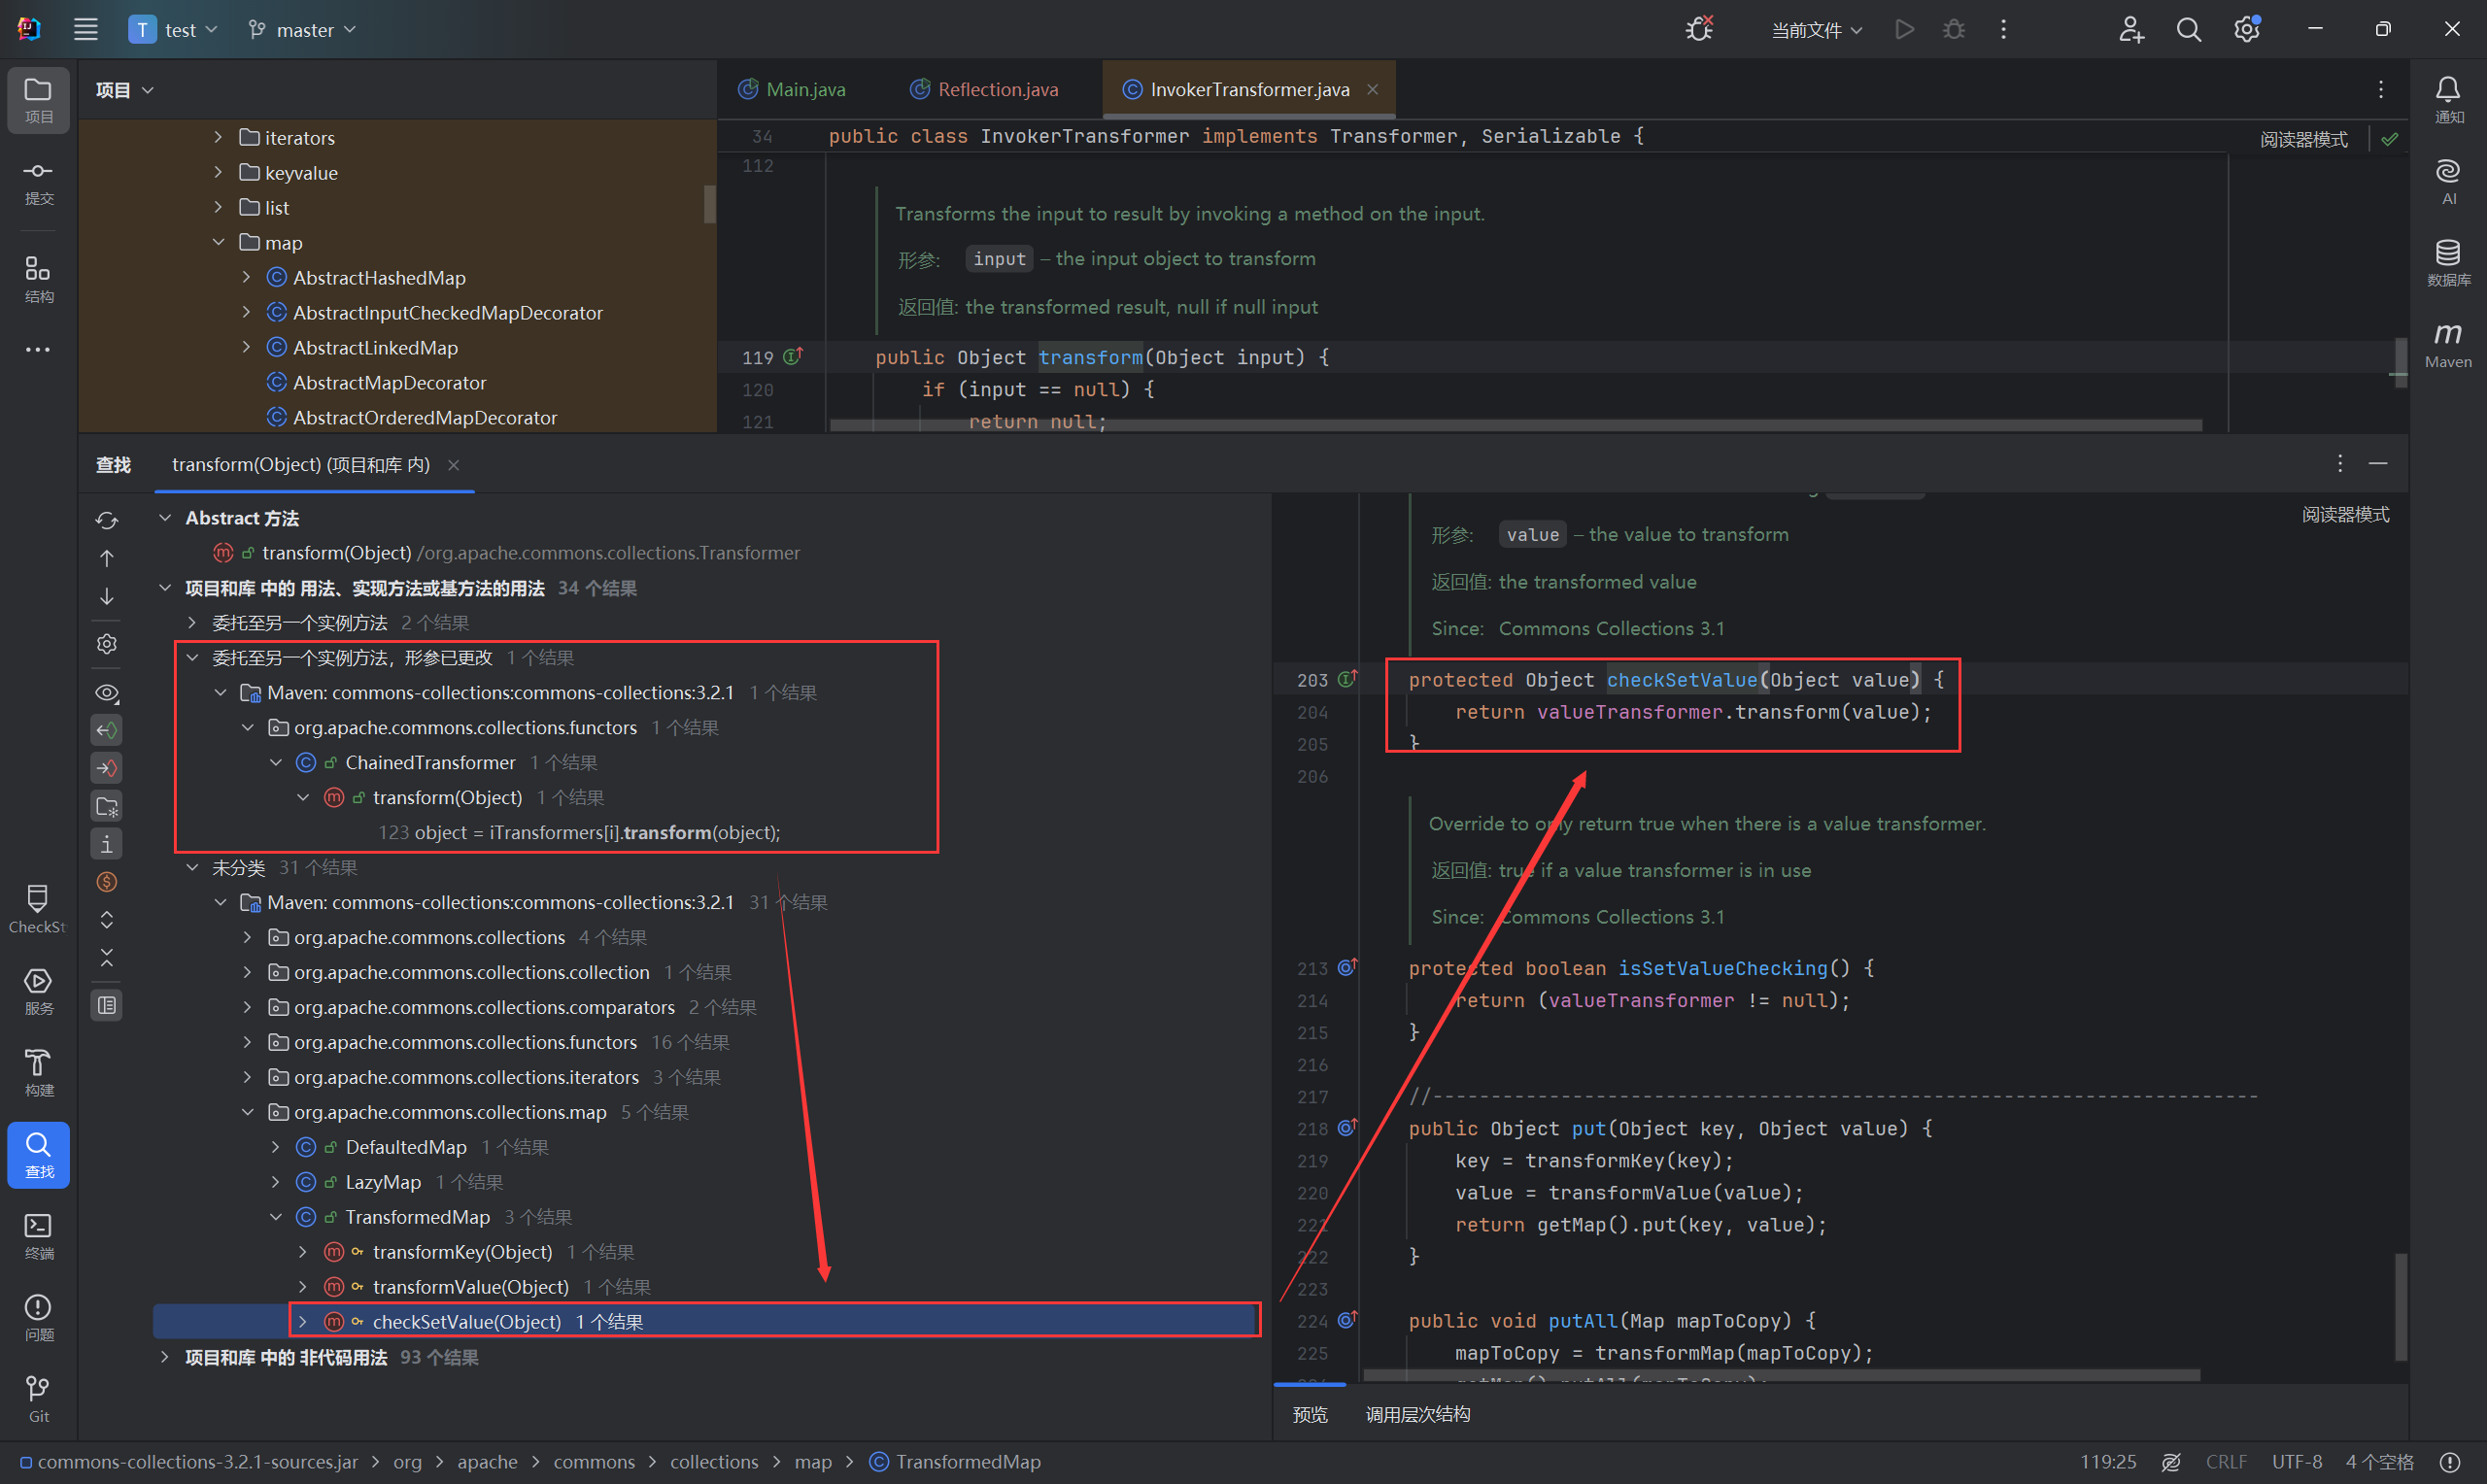 T test master 当前文件
项目
项目
提交
结构
iterators
keyvalue
list
map
AbstractHashedMap
AbstractInputCheckedMapDecorator
AbstractLinkedMap
AbstractMapDecorator
AbstractOrderedMapDecorator
Main.java Reflection.java InvokerTransformer.java
阅读器模式
34 public class InvokerTransformer implements Transformer, Serializable {
112
Transforms the input to result by invoking a method on the input.
形参: input – the input object to transform
返回值: the transformed result, null if null input
119 public Object transform(Object input) {
120 if (input == null) {
121 return null;
通知
AI
数据库
Maven
查找 transform(Object) (项目和库 内)
Abstract 方法
transform(Object) /org.apache.commons.collections.Transformer
项目和库 中的 用法、实现方法或基方法的用法 34 个结果
委托至另一个实例方法 2 个结果
委托至另一个实例方法，形参已更改 1 个结果
Maven: commons-collections:commons-collections:3.2.1 1 个结果
org.apache.commons.collections.functors 1 个结果
ChainedTransformer 1 个结果
transform(Object) 1 个结果
123 object = iTransformers[i].transform(object);
未分类 31 个结果
Maven: commons-collections:commons-collections:3.2.1 31 个结果
org.apache.commons.collections 4 个结果
org.apache.commons.collections.collection 1 个结果
org.apache.commons.collections.comparators 2 个结果
org.apache.commons.collections.functors 16 个结果
org.apache.commons.collections.iterators 3 个结果
org.apache.commons.collections.map 5 个结果
DefaultedMap 1 个结果
LazyMap 1 个结果
TransformedMap 3 个结果
transformKey(Object) 1 个结果
transformValue(Object) 1 个结果
checkSetValue(Object) 1 个结果
项目和库 中的 非代码用法 93 个结果
CheckSt
服务
构建
查找
终端
问题
Git
阅读器模式
形参: value – the value to transform
返回值: the transformed value
Since: Commons Collections 3.1
203 protected Object checkSetValue(Object value) {
204 return valueTransformer.transform(value);
205 }
206
Override to only return true when there is a value transformer.
返回值: true if a value transformer is in use
Since: Commons Collections 3.1
213 protected boolean isSetValueChecking() {
214 return (valueTransformer != null);
215 }
216
217 //-----------------------------------------------------------------------
218 public Object put(Object key, Object value) {
219 key = transformKey(key);
220 value = transformValue(value);
221 return getMap().put(key, value);
222 }
223
224 public void putAll(Map mapToCopy) {
225 mapToCopy = transformMap(mapToCopy);
预览 调用层次结构
commons-collections-3.2.1-sources.jar > org > apache > commons > collections > map > TransformedMap 119:25 CRLF UTF-8 4 个空格